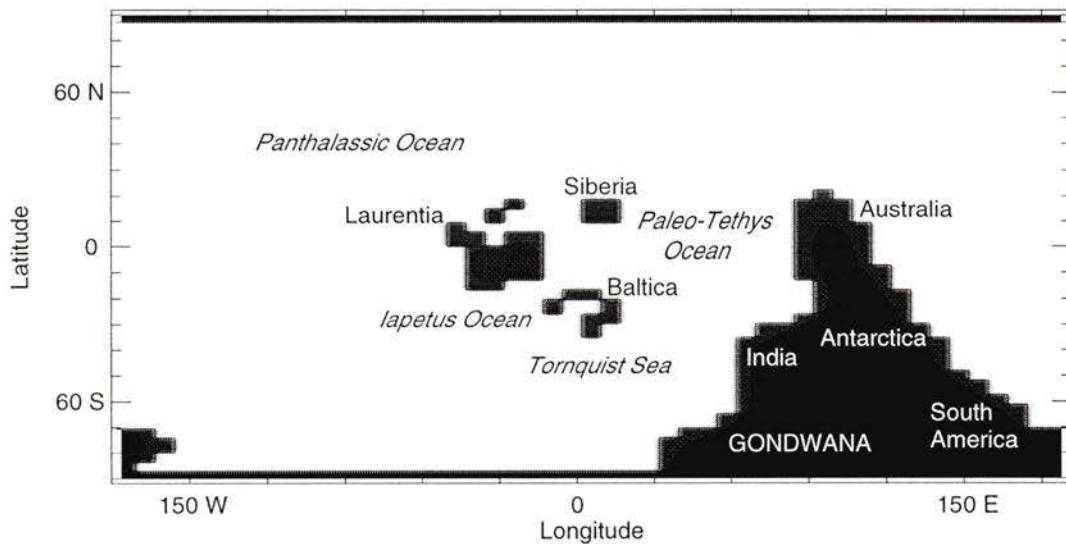 60 N
Panthalassic Ocean
Siberia
Laurentia
Paleo-Tethys
Ocean
Australia
Latitude
0
Baltica
Iapetus Ocean
Tornquist Sea
India
Antarctica
60 S
South
America
GONDWANA
150 W
0
150 E
Longitude